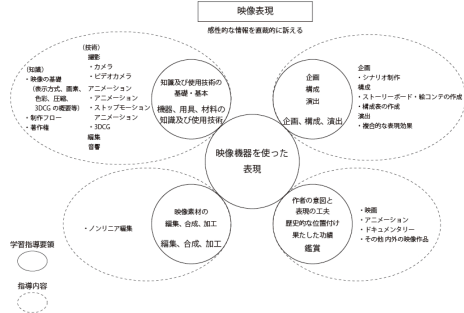 映像表現
感性的な情報を直裁的に訴える
(知識)
・映像の基礎
(表示方式、画素、
色彩、圧縮、
3DCG の概要等)
・制作フロー
・著作権
(技術)
撮影
・カメラ
・ビデオカメラ
アニメーション
・アニメーション
・ストップモーション
アニメーション
・3DCG
編集
音響
知識及び使用技術の
基礎・基本
機器、用具、材料の
知識及び使用技術
企画
構成
演出
企画、構成、演出
企画
・シナリオ制作
構成
・ストーリーボード・絵コンテの作成
・構成表の作成
演出
・複合的な表現効果
映像機器を使った
表現
・ノンリニア編集
映像素材の
編集、合成、加工
編集、合成、加工
作者の意図と
表現の工夫
歴史的な位置付け
果たした功績
鑑賞
・映画
・アニメーション
・ドキュメンタリー
・その他 内外の映像作品
学習指導要領
指導内容